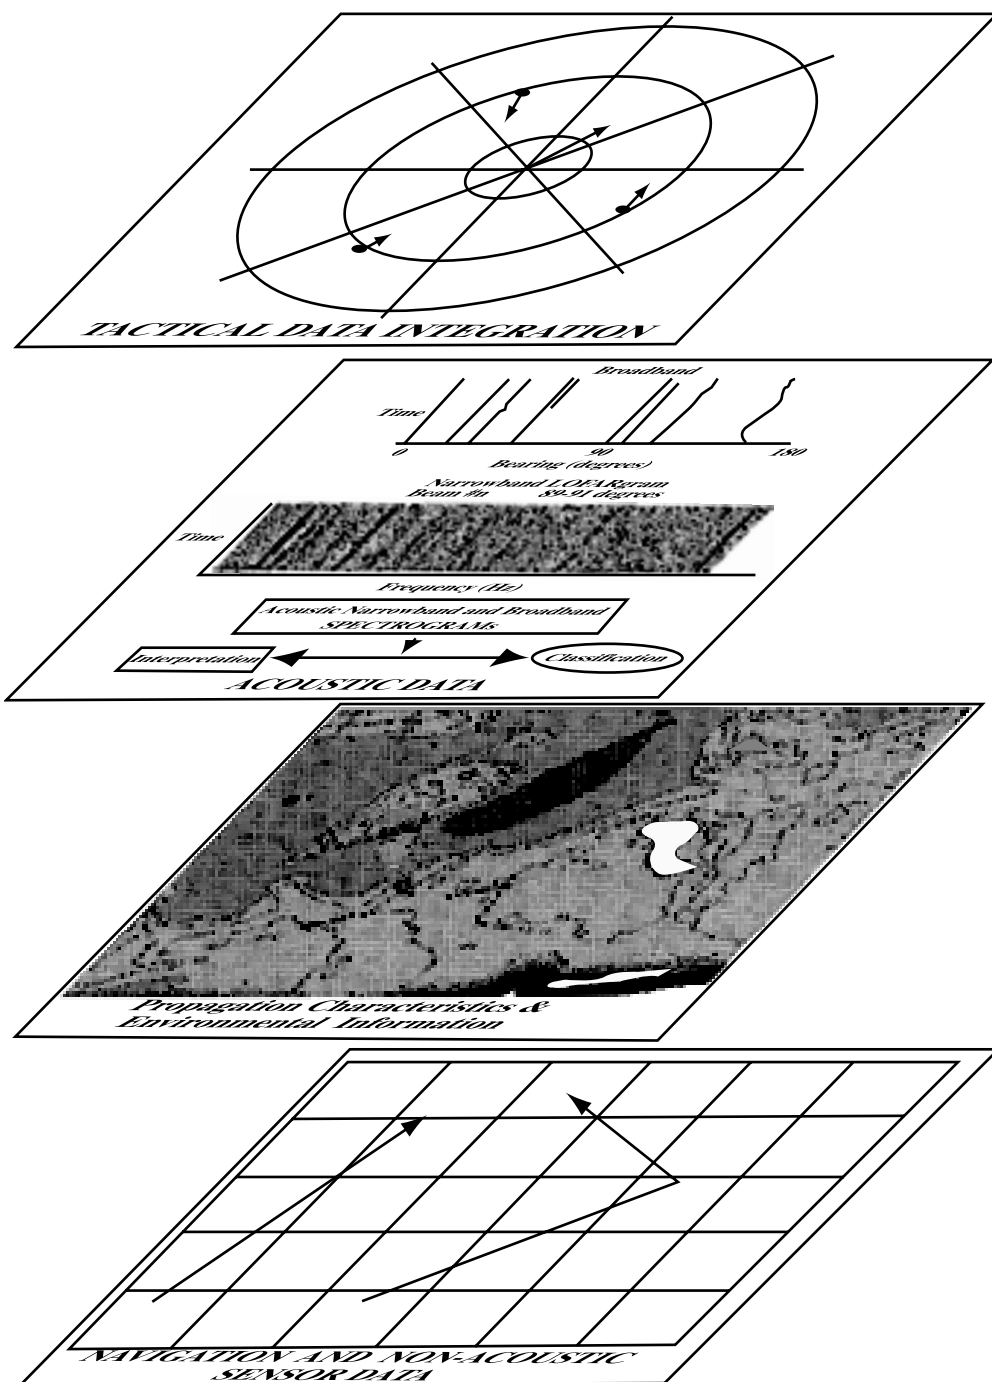 TACTICAL DATA INTEGRATION
Broadband
Time
0 90 180
Bearing (degrees)
Narrowband LOFARgram
Beam #n 89-91 degrees
Time
Frequency (Hz)
Acoustic Narrowband and Broadband
SPECTROGRAMs
Interpretation
Classification
ACOUSTIC DATA
Propagation Characteristics &
Environmental Information
NAVIGATION AND NON-ACOUSTIC
SENSOR DATA